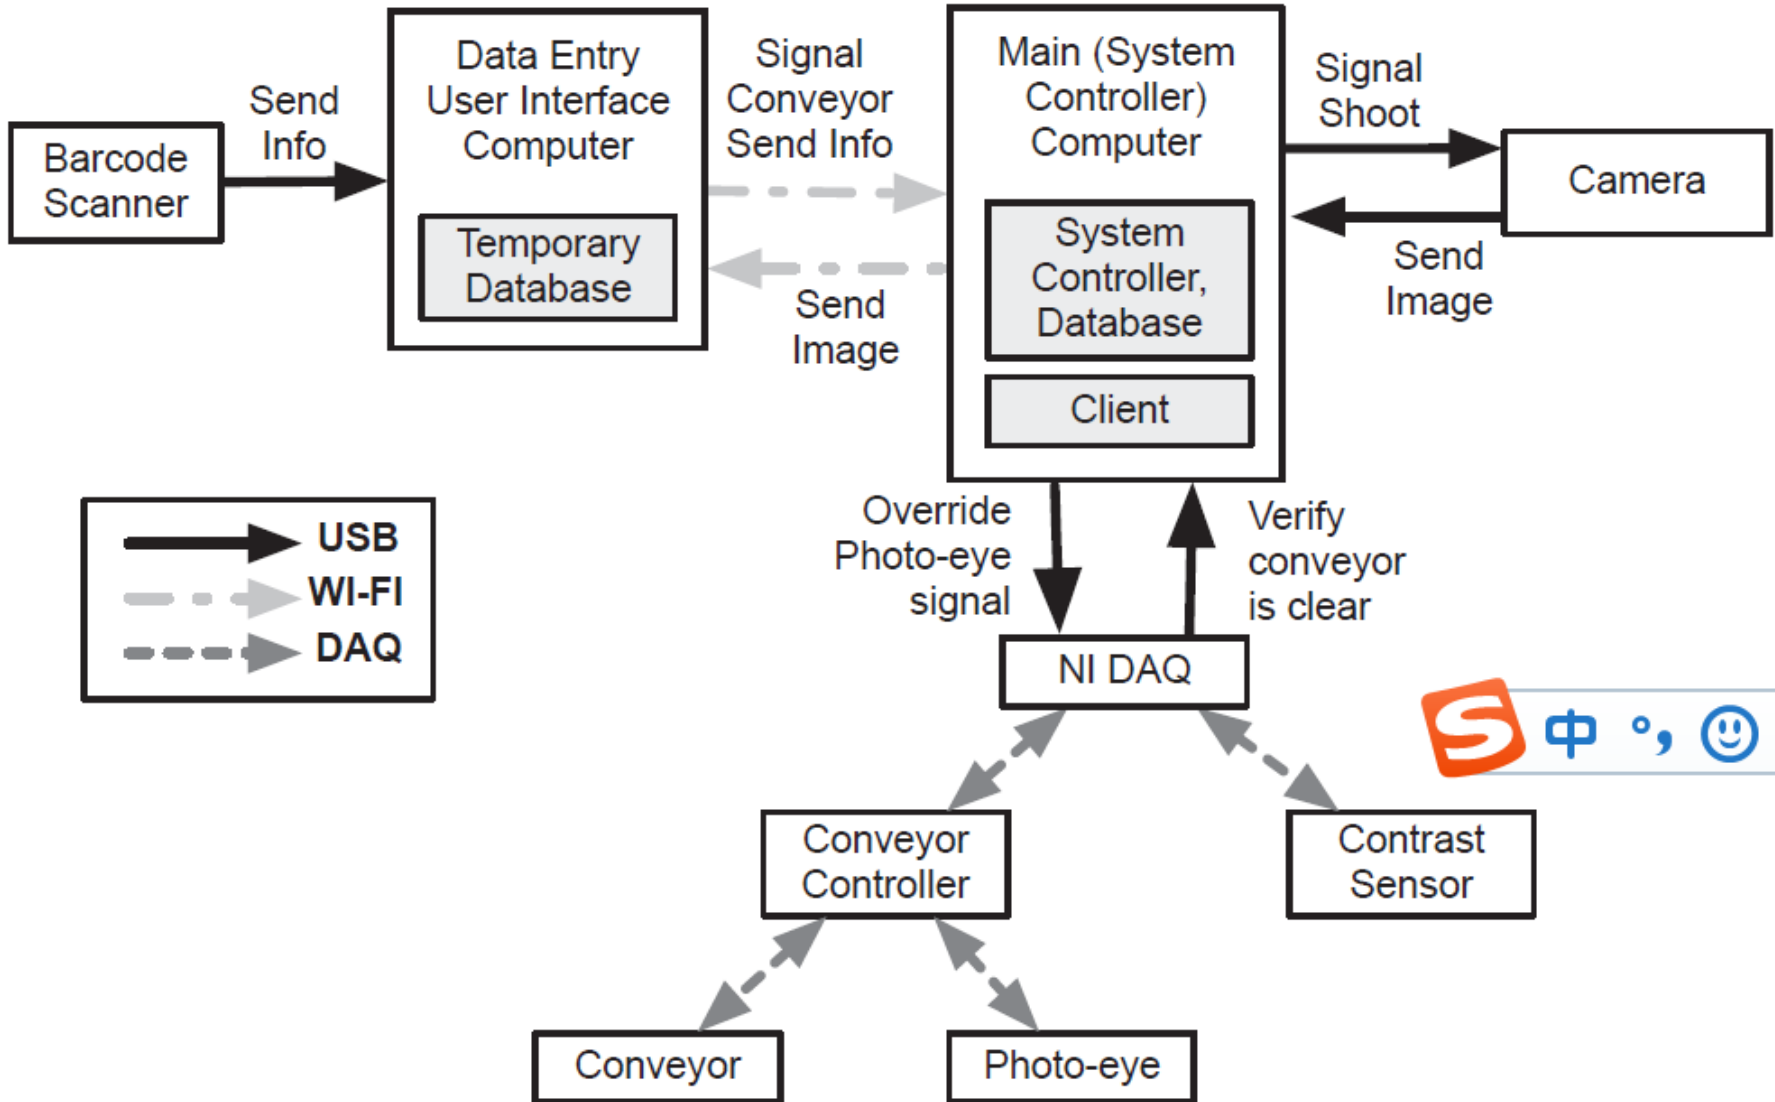 Barcode
Scanner
Send
Info
Data Entry
User Interface
Computer
Temporary
Database
Signal
Conveyor
Send Info
Send
Image
Main (System
Controller)
Computer
System
Controller,
Database
Client
Signal
Shoot
Camera
Send
Image
USB
WI-FI
DAQ
Override
Photo-eye
signal
Verify
conveyor
is clear
NI DAQ
S 中 °,
Conveyor
Controller
Contrast
Sensor
Conveyor
Photo-eye